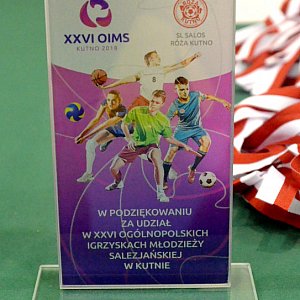 XXVI OIMS
KUTNO 2018
SL SALOS
RÓŻA KUTNO
W PODZIĘKOWANIU
ZA UDZIAŁ
W XXVI OGÓLNOPOLSKICH
IGRZYSKACH MŁODZIEŻY
SALEZJAŃSKIEJ
W KUTNIE